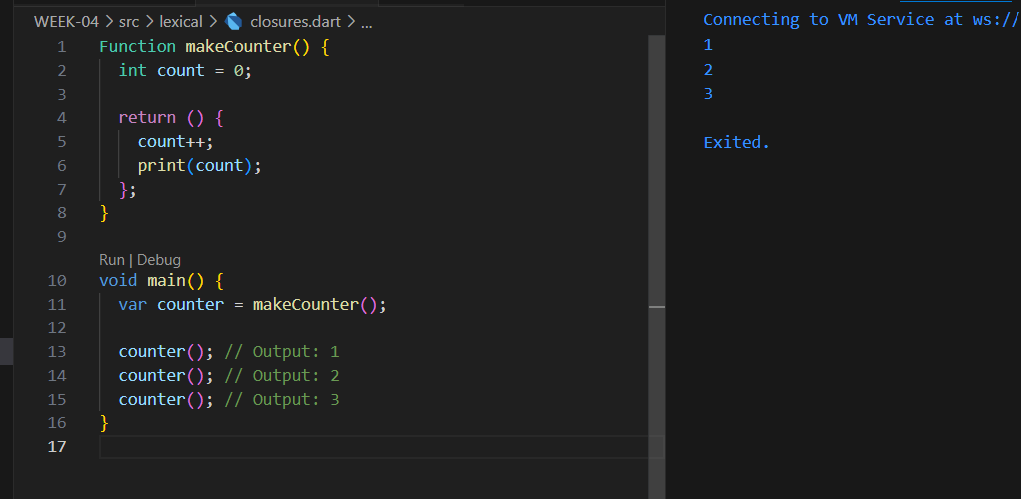 WEEK-04 > src > lexical > closures.dart > ...
1 Function makeCounter() {
2 int count = 0;
3
4 return () {
5 count++;
6 print(count);
7 };
8 }
9
Run | Debug
10 void main() {
11 var counter = makeCounter();
12
13 counter(); // Output: 1
14 counter(); // Output: 2
15 counter(); // Output: 3
16 }
17
Connecting to VM Service at ws://
1
2
3
Exited.